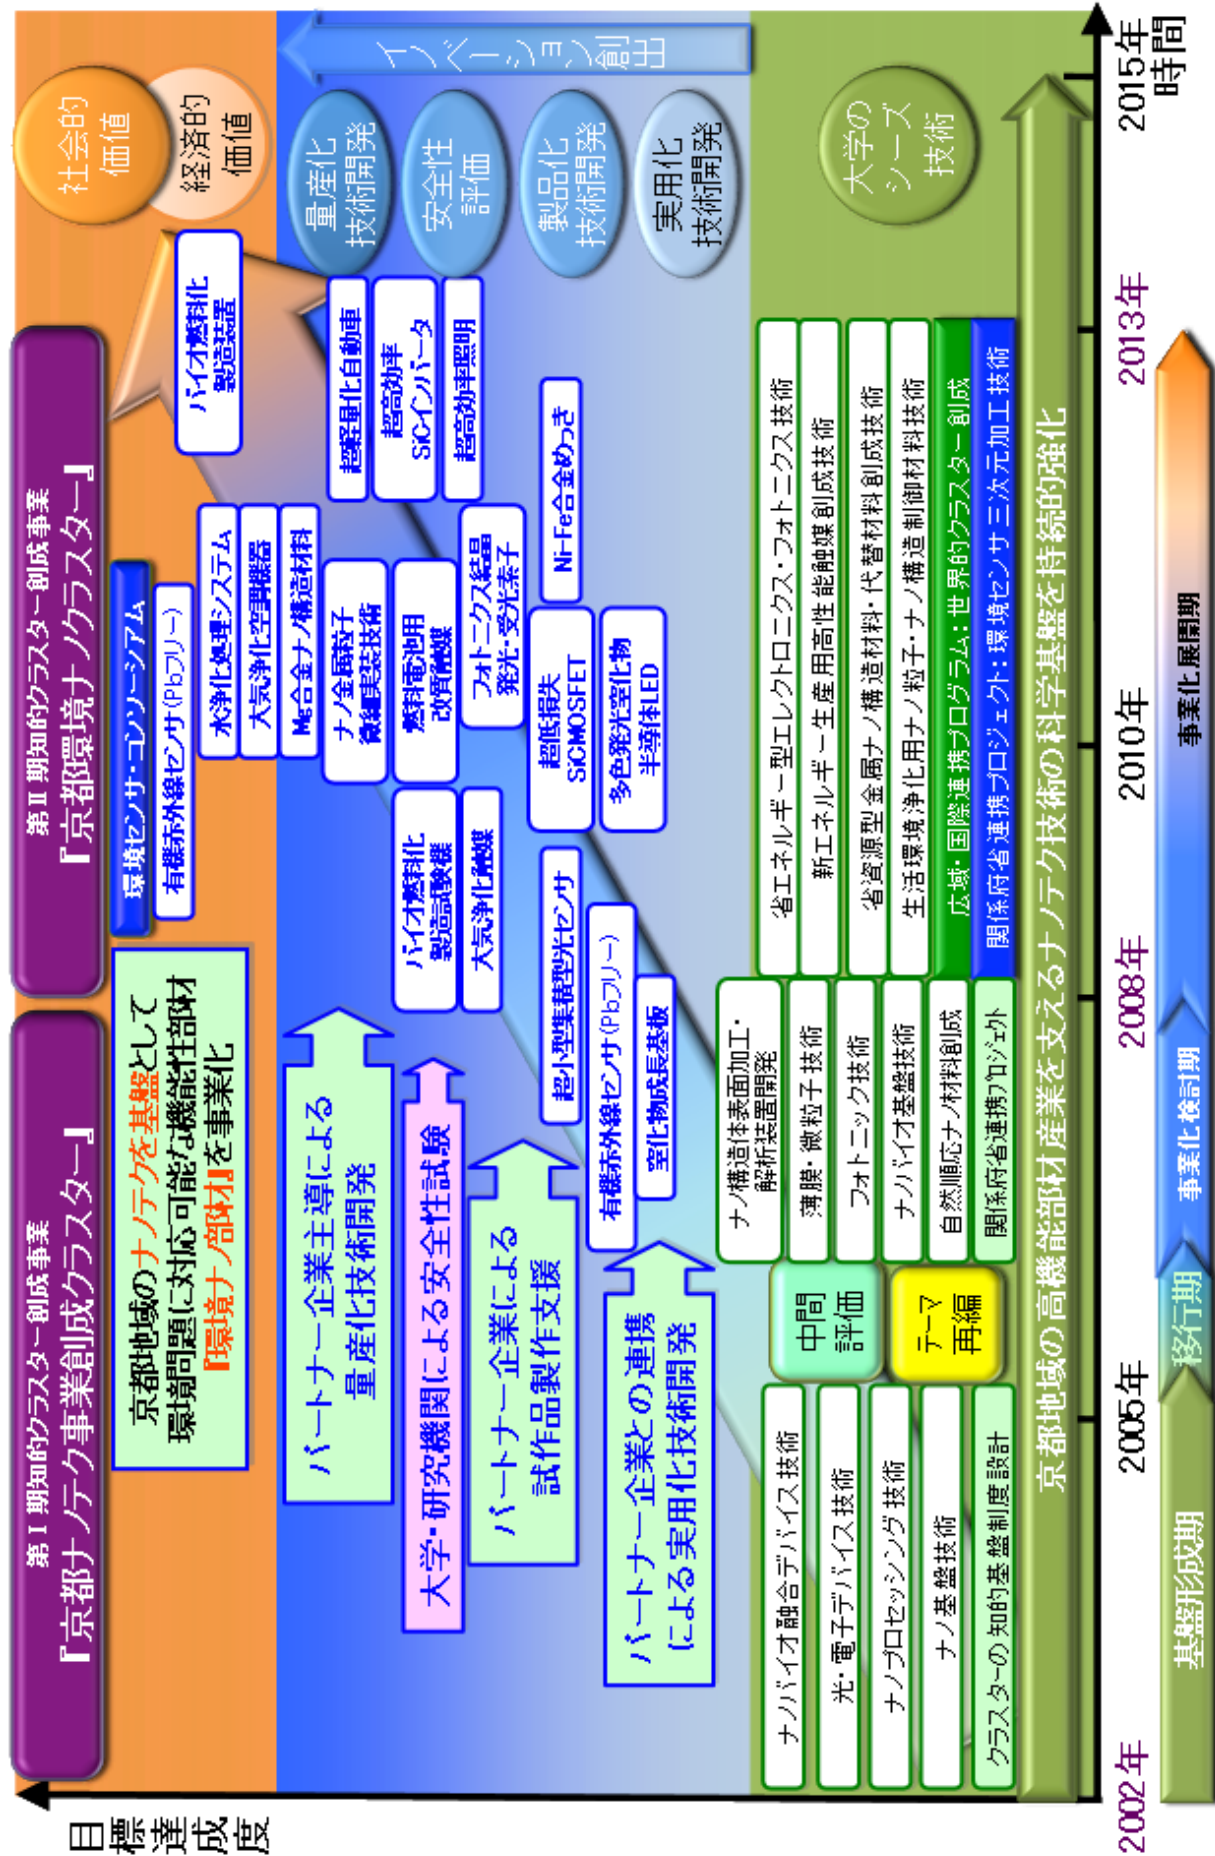 目標達成度
第Ⅰ期知的クラスター創成事業
『京都ナノテク事業創成クラスター』
第Ⅱ期知的クラスター創成事業
『京都環境ナノクラスター』
京都地域のナノテクを基盤として
環境問題に対応可能な機能性部材
『環境ナノ部材』を事業化
環境センサ・コンソーシアム
有機赤外線センサ(Pbフリー)
水浄化処理システム
大気浄化空調機器
Mg合金ナノ構造材料
バイオ燃料化
製造装置
社会的
価値
経済的
価値
パートナー企業主導による
量産化技術開発
大学・研究機関による安全性試験
パートナー企業による
試作品製作支援
パートナー企業との連携
による実用化技術開発
ナノ金属粒子
微細実装技術
燃料電池用
改質触媒
バイオ燃料化
製造試験機
大気浄化触媒
フォトニクス結晶
発光・受光素子
超軽量化自動車
超高効率
SiCインバータ
超高効率照明
超小型集積型光センサ
有機赤外線センサ(Pbフリー)
窒化物成長基板
超低損失
SiCMOSFET
多色発光窒化物
半導体LED
Ni-Fe合金めっき
量産化
技術開発
安全性
評価
製品化
技術開発
実用化
技術開発
イノベーション創出
ナノバイオ融合デバイス技術
光・電子デバイス技術
ナノプロセッシング技術
ナノ基盤技術
クラスターの知的基盤制度設計
中間
評価
テーマ
再編
ナノ構造体表面加工・
解析装置開発
薄膜・微粒子技術
フォトニック技術
ナノバイオ基盤技術
自然順応ナノ材料創成
関係府省連携プロジェクト
省エネルギー型エレクトロニクス・フォトニクス技術
新エネルギー生産用高性能触媒創成技術
省資源型金属ナノ構造材料・代替材料創成技術
生活環境浄化用ナノ粒子・ナノ構造制御材料技術
広域・国際連携プログラム：世界的クラスター創成
関係府省連携プロジェクト：環境センサ三次元加工技術
大学の
シーズ
技術
京都地域の高機能部材産業を支えるナノテク技術の科学基盤を持続的強化
2002年
2005年
2008年
2010年
2013年
2015年
時間
基盤形成期
移行期
事業化検討期
事業化展開期